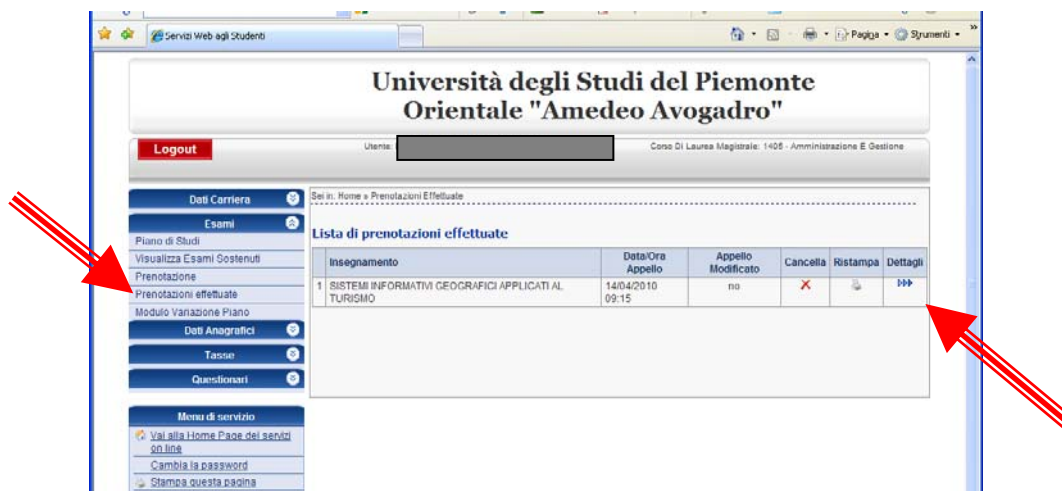 Servizi Web agli Studenti
Pagina
Strumenti
»
Università degli Studi del Piemonte
Orientale "Amedeo Avogadro"
Logout
Utente:
Corso Di Laurea Magistrale: 1406 - Amministrazione E Gestione
Dati Carriera
Esami
Piano di Studi
Visualizza Esami Sostenuti
Prenotazione
Prenotazioni effettuate
Modulo Variazione Piano
Dati Anagrafici
Tasse
Questionari
Menu di servizio
Vai alla Home Page dei servizi
on line
Cambia la password
Stampa questa pagina
Sei in: Home » Prenotazioni Effettuate
Lista di prenotazioni effettuate
Insegnamento Data/Ora Appello Appello Modificato Cancella Ristampa Dettagli
1 SISTEMI INFORMATIVI GEOGRAFICI APPLICATI AL 14/04/2010 no
TURISMO 09:15